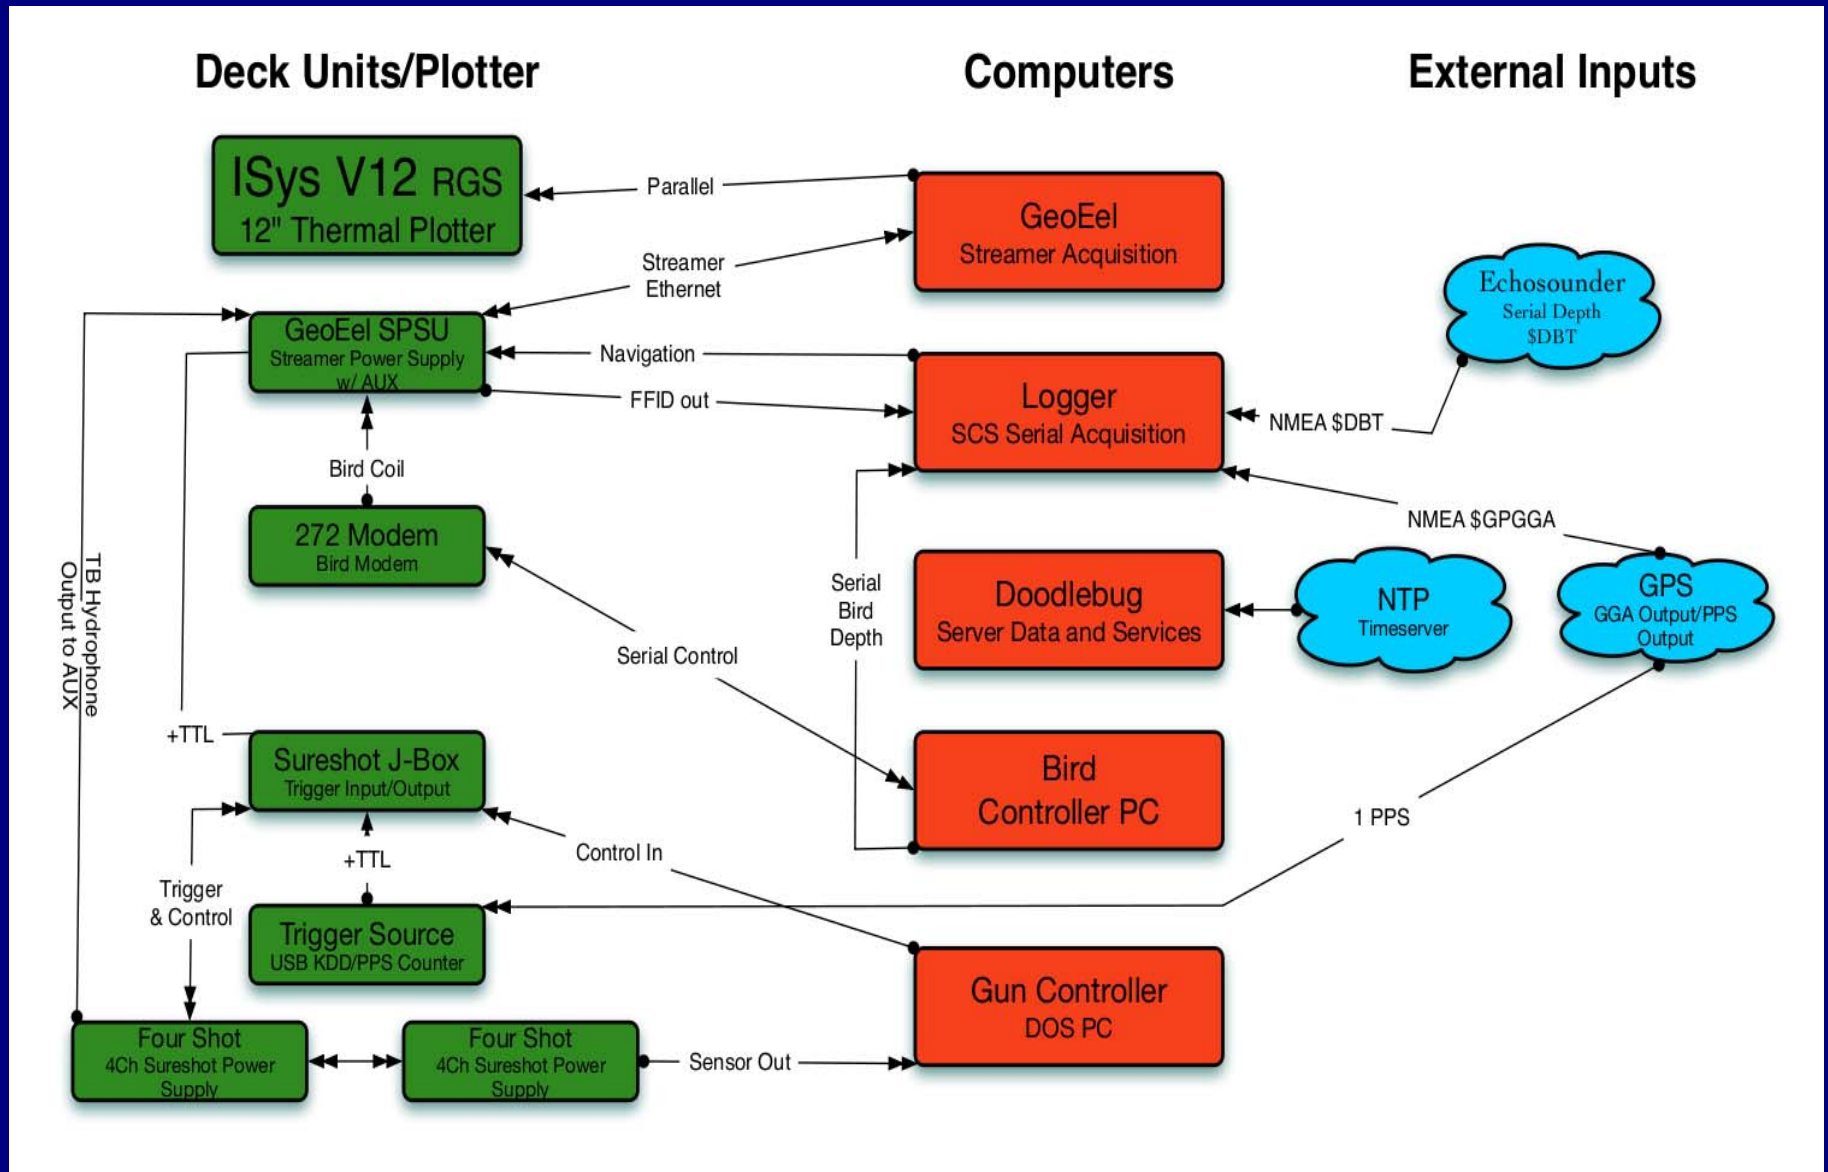 Deck Units/Plotter
Computers
External Inputs
ISys V12 RGS
12" Thermal Plotter
Parallel
GeoEel
Streamer Acquisition
Streamer
Ethernet
Echosounder
Serial Depth
$DBT
GeoEel SPSU
Streamer Power Supply
w/ AUX
Navigation
FFID out
Logger
SCS Serial Acquisition
NMEA $DBT
Bird Coil
NMEA $GPGGA
272 Modem
Bird Modem
TB Hydrophone
Output to AUX
Serial
Bird
Depth
Doodlebug
Server Data and Services
NTP
Timeserver
GPS
GGA Output/PPS
Output
Serial Control
+TTL
Sureshot J-Box
Trigger Input/Output
Bird
Controller PC
1 PPS
+TTL
Control In
Trigger
& Control
Trigger Source
USB KDD/PPS Counter
Gun Controller
DOS PC
Four Shot
4Ch Sureshot Power
Supply
Four Shot
4Ch Sureshot Power
Supply
Sensor Out